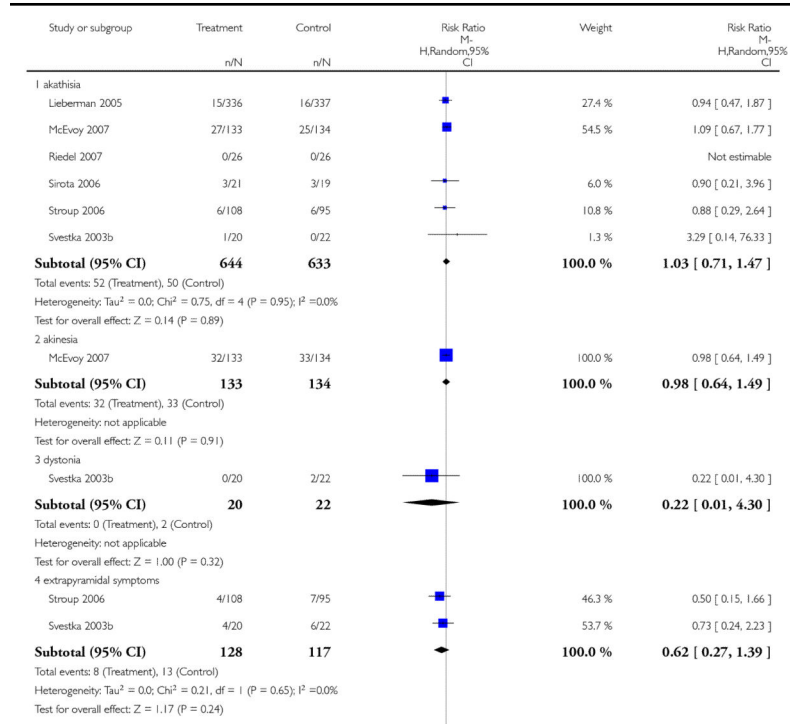 Study or subgroup Treatment Control Risk Ratio Weight Risk Ratio
M- M-
H,Random,95% H,Random,95%
n/N n/N CI CI
1 akathisia
Lieberman 2005 15/336 16/337 27.4 % 0.94 [ 0.47, 1.87 ]
McEvoy 2007 27/133 25/134 54.5 % 1.09 [ 0.67, 1.77 ]
Riedel 2007 0/26 0/26 Not estimable
Sirota 2006 3/21 3/19 6.0 % 0.90 [ 0.21, 3.96 ]
Stroup 2006 6/108 6/95 10.8 % 0.88 [ 0.29, 2.64 ]
Svestka 2003b 1/20 0/22 1.3 % 3.29 [ 0.14, 76.33 ]
Subtotal (95% CI) 644 633 100.0 % 1.03 [ 0.71, 1.47 ]
Total events: 52 (Treatment), 50 (Control)
Heterogeneity: Tau² = 0.0; Chi² = 0.75, df = 4 (P = 0.95); I² =0.0%
Test for overall effect: Z = 0.14 (P = 0.89)
2 akinesia
McEvoy 2007 32/133 33/134 100.0 % 0.98 [ 0.64, 1.49 ]
Subtotal (95% CI) 133 134 100.0 % 0.98 [ 0.64, 1.49 ]
Total events: 32 (Treatment), 33 (Control)
Heterogeneity: not applicable
Test for overall effect: Z = 0.11 (P = 0.91)
3 dystonia
Svestka 2003b 0/20 2/22 100.0 % 0.22 [ 0.01, 4.30 ]
Subtotal (95% CI) 20 22 100.0 % 0.22 [ 0.01, 4.30 ]
Total events: 0 (Treatment), 2 (Control)
Heterogeneity: not applicable
Test for overall effect: Z = 1.00 (P = 0.32)
4 extrapyramidal symptoms
Stroup 2006 4/108 7/95 46.3 % 0.50 [ 0.15, 1.66 ]
Svestka 2003b 4/20 6/22 53.7 % 0.73 [ 0.24, 2.23 ]
Subtotal (95% CI) 128 117 100.0 % 0.62 [ 0.27, 1.39 ]
Total events: 8 (Treatment), 13 (Control)
Heterogeneity: Tau² = 0.0; Chi² = 0.21, df = 1 (P = 0.65); I² =0.0%
Test for overall effect: Z = 1.17 (P = 0.24)